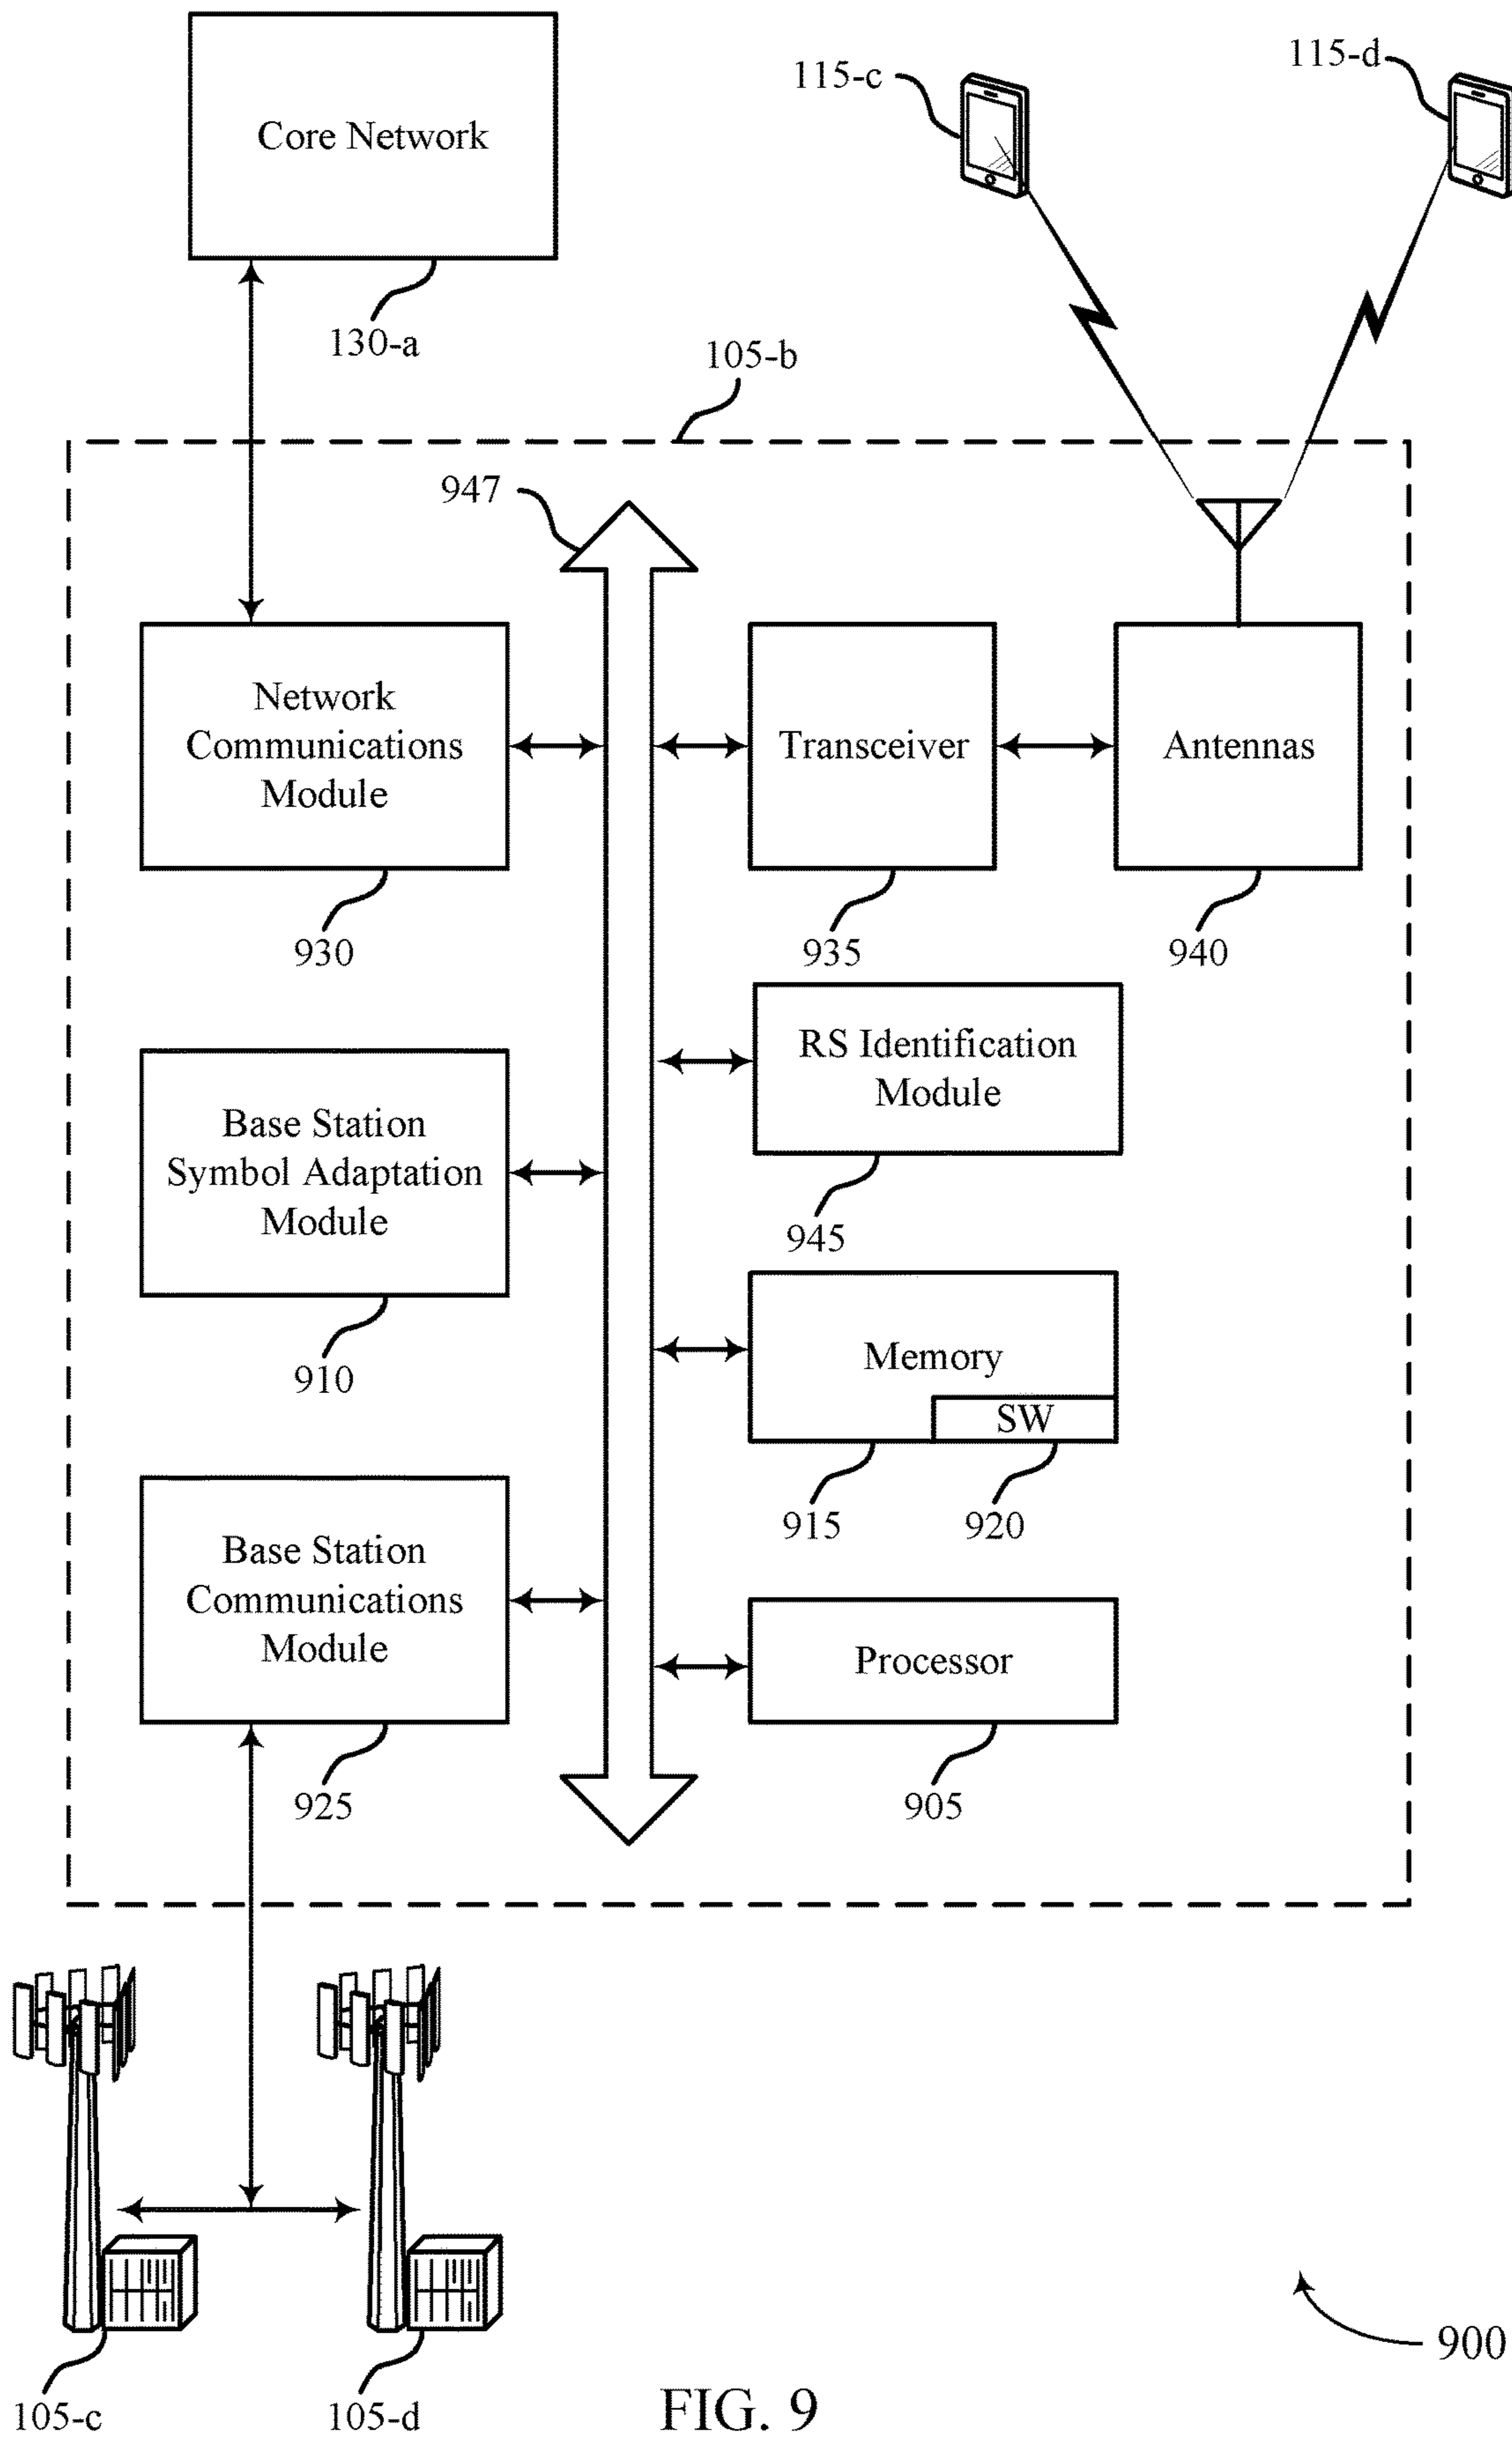 115-c
115-d
Core Network
130-a
105-b
947
Network
Communications
Module
930
Transceiver
935
Antennas
940
RS Identification
Module
945
Base Station
Symbol Adaptation
Module
910
Memory
SW
915
920
Base Station
Communications
Module
925
Processor
905
105-c
105-d
900
FIG. 9